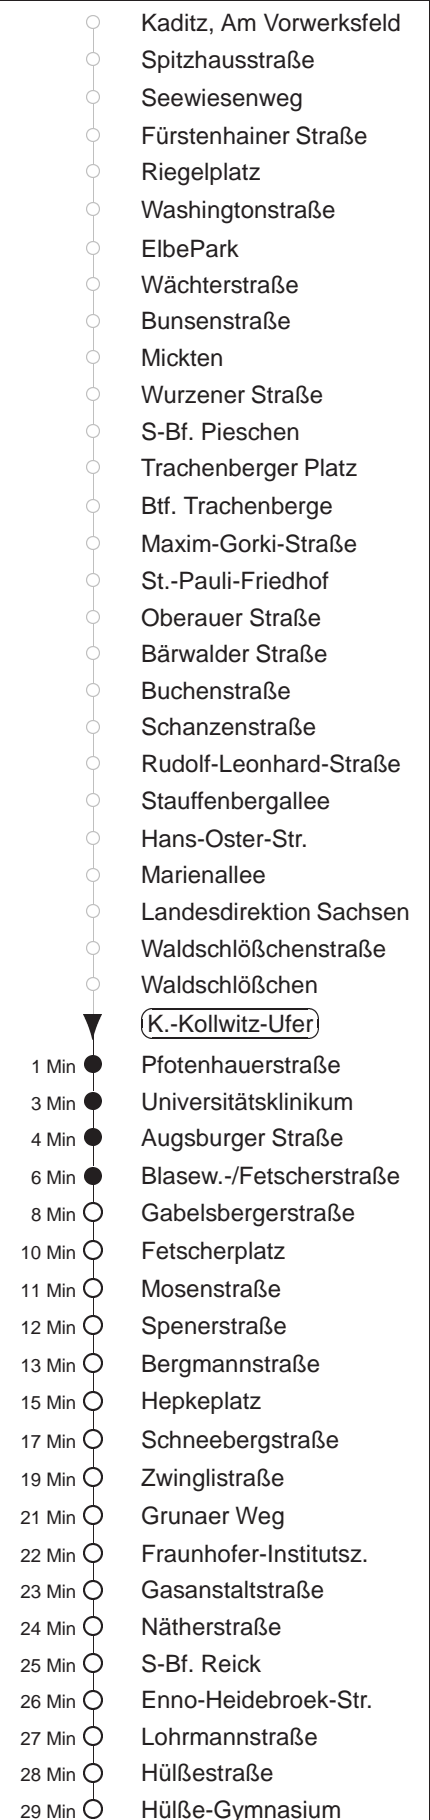 Kaditz, Am Vorwerksfeld
Spitzhausstraße
Seewiesenweg
Fürstenhainer Straße
Riegelplatz
Washingtonstraße
ElbePark
Wächterstraße
Bunsenstraße
Mickten
Wurzener Straße
S-Bf. Pieschen
Trachenberger Platz
Btf. Trachenberge
Maxim-Gorki-Straße
St.-Pauli-Friedhof
Oberauer Straße
Bärwalder Straße
Buchenstraße
Schanzenstraße
Rudolf-Leonhard-Straße
Stauffenbergallee
Hans-Oster-Str.
Marienallee
Landesdirektion Sachsen
Waldschlößchenstraße
Waldschlößchen
K.-Kollwitz-Ufer
1 Min Pfotenhauerstraße
3 Min Universitätsklinikum
4 Min Augsburger Straße
6 Min Blasew.-/Fetscherstraße
8 Min Gabelsbergerstraße
10 Min Fetscherplatz
11 Min Mosenstraße
12 Min Spenerstraße
13 Min Bergmannstraße
15 Min Hepkeplatz
17 Min Schneebergstraße
19 Min Zwinglistraße
21 Min Grunaer Weg
22 Min Fraunhofer-Institutsz.
23 Min Gasanstaltstraße
24 Min Nätherstraße
25 Min S-Bf. Reick
26 Min Enno-Heidebroek-Str.
27 Min Lohrmannstraße
28 Min Hülßestraße
29 Min Hülße-Gymnasium